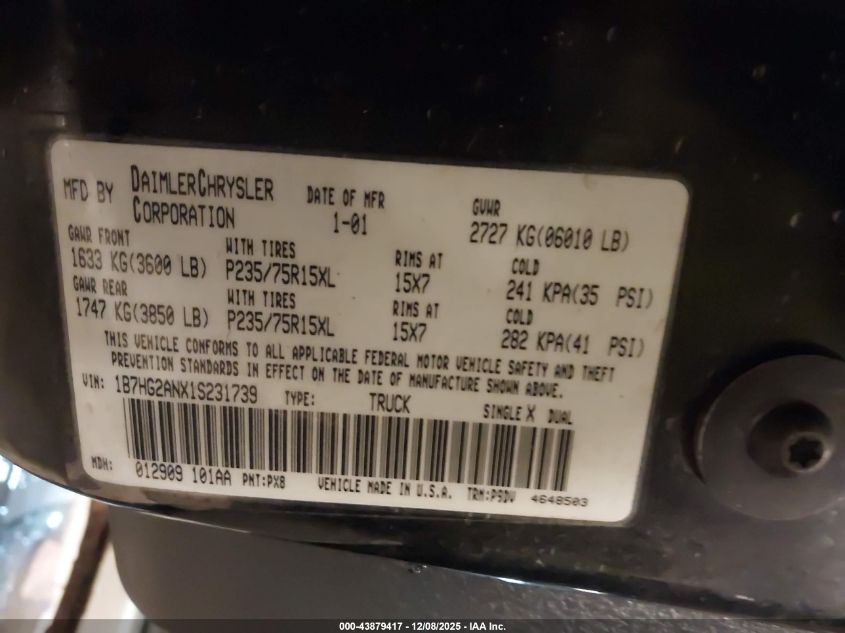 MFD BY DAIMLERCHRYSLER CORPORATION
DATE OF MFR 1-01
GVWR 2727 KG(06010 LB)
GAWR FRONT WITH TIRES RIMS AT COLD
1633 KG(3600 LB) P235/75R15XL 15X7 241 KPA(35 PSI)
GAWR REAR WITH TIRES RIMS AT COLD
1747 KG(3850 LB) P235/75R15XL 15X7 282 KPA(41 PSI)
THIS VEHICLE CONFORMS TO ALL APPLICABLE FEDERAL MOTOR VEHICLE SAFETY AND THEFT
PREVENTION STANDARDS IN EFFECT ON THE DATE OF MANUFACTURE SHOWN ABOVE.
VIN: 1B7HG2ANX1S231739 TYPE: TRUCK SINGLE X DUAL
MDH: 012909 101AA PNT:PX8 VEHICLE MADE IN U.S.A. TRM:P9DV 4648503
000-43879417 - 12/08/2025 - IAA Inc.